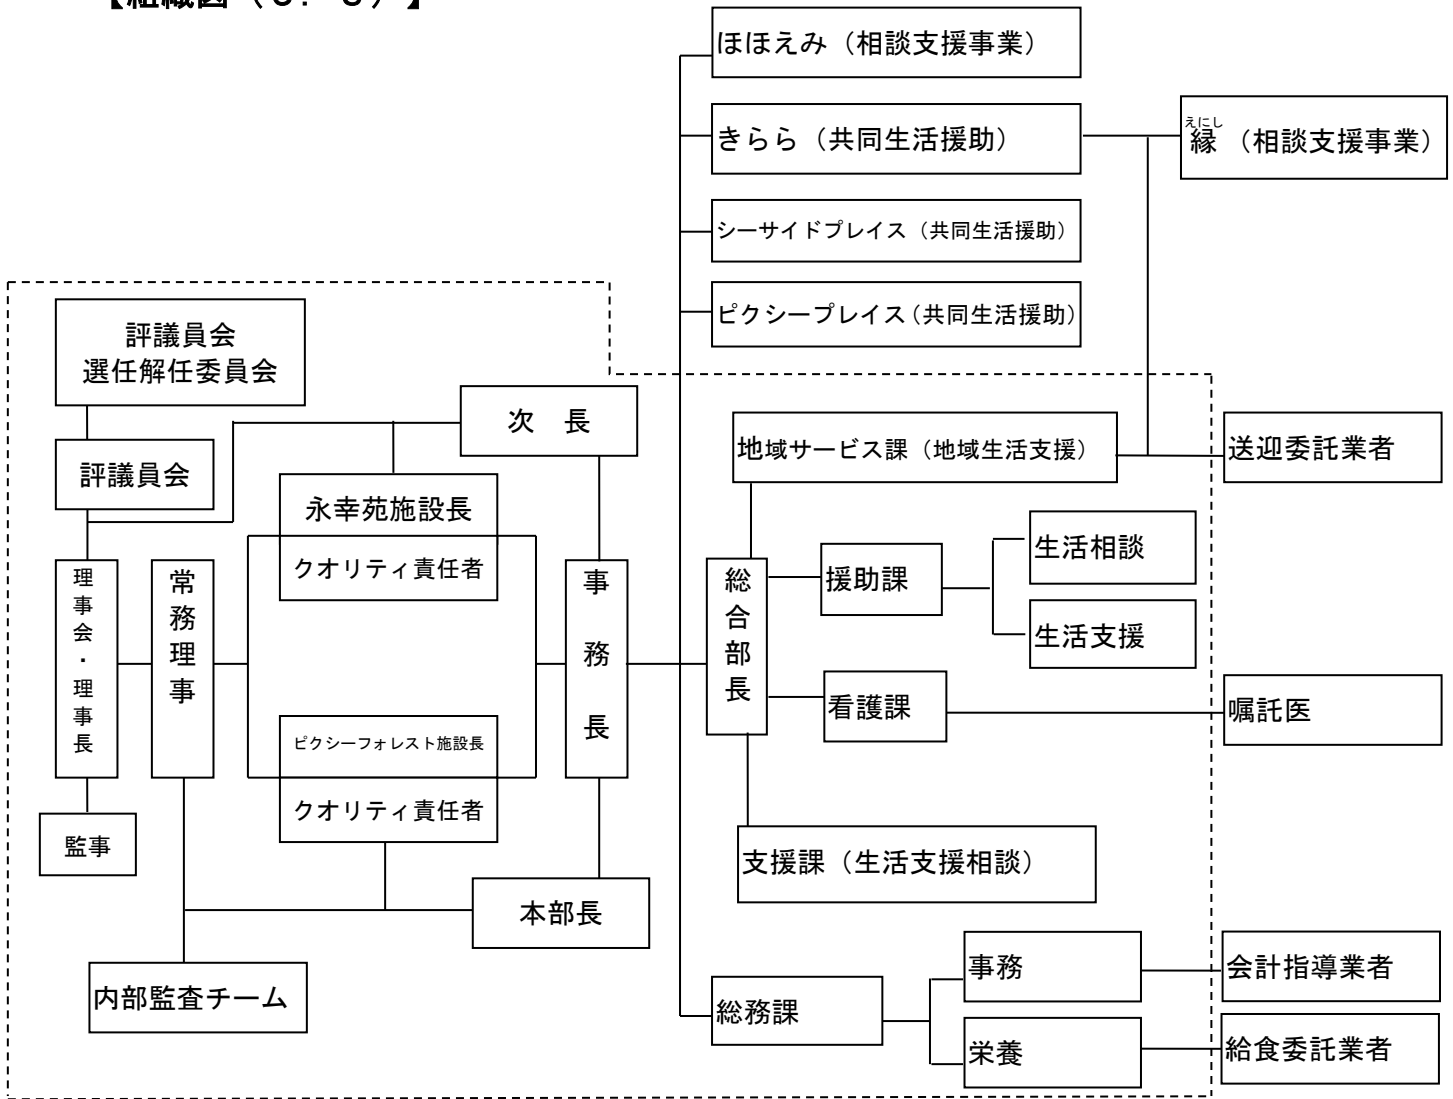 ほほえみ（相談支援事業）
きらら（共同生活援助）
えにし
縁（相談支援事業）
シーサイドプレイス（共同生活援助）
ピクシープレイス（共同生活援助）
評議員会
選任解任委員会
次　長
評議員会
地域サービス課（地域生活支援）
送迎委託業者
永幸苑施設長
クオリティ責任者
理事会・理事長
常務理事
事務長
総合部長
援助課
生活相談
生活支援
看護課
嘱託医
ピクシーフォレスト施設長
クオリティ責任者
監事
支援課（生活支援相談）
本部長
内部監査チーム
総務課
事務
会計指導業者
栄養
給食委託業者